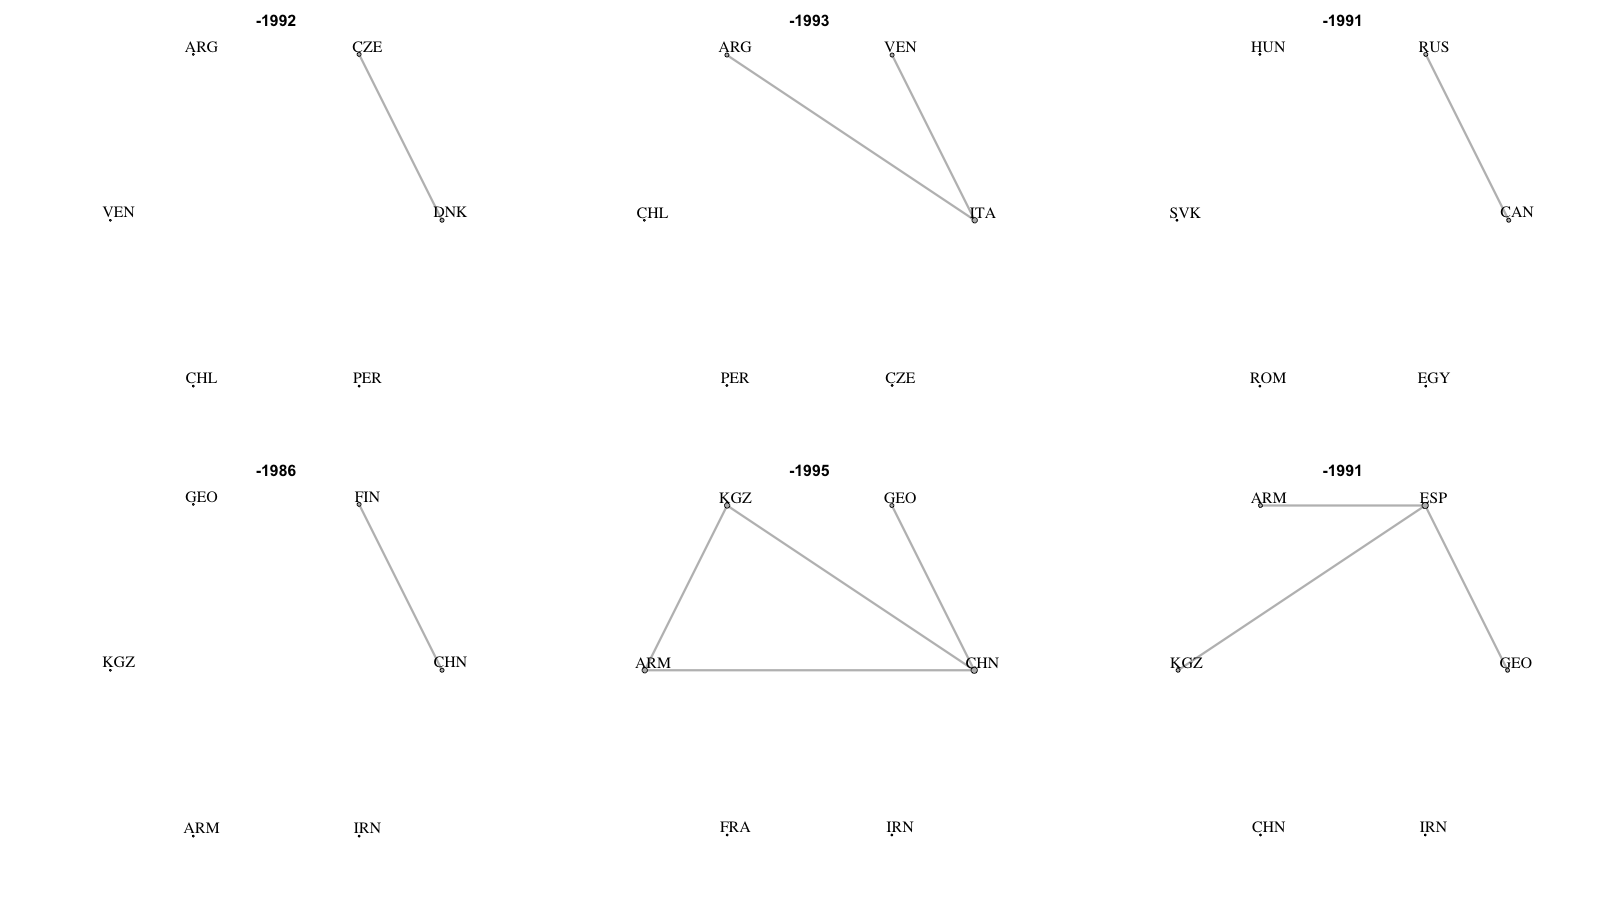 -1992 -1993 -1991
ARG CZE ARG VEN HUN RUS
VEN DNK CHL ITA SVK CAN
CHL PER PER CZE ROM EGY
-1986 -1995 -1991
GEO FIN KGZ GEO ARM ESP
KGZ CHN ARM CHN KGZ GEO
ARM IRN FRA IRN CHN IRN